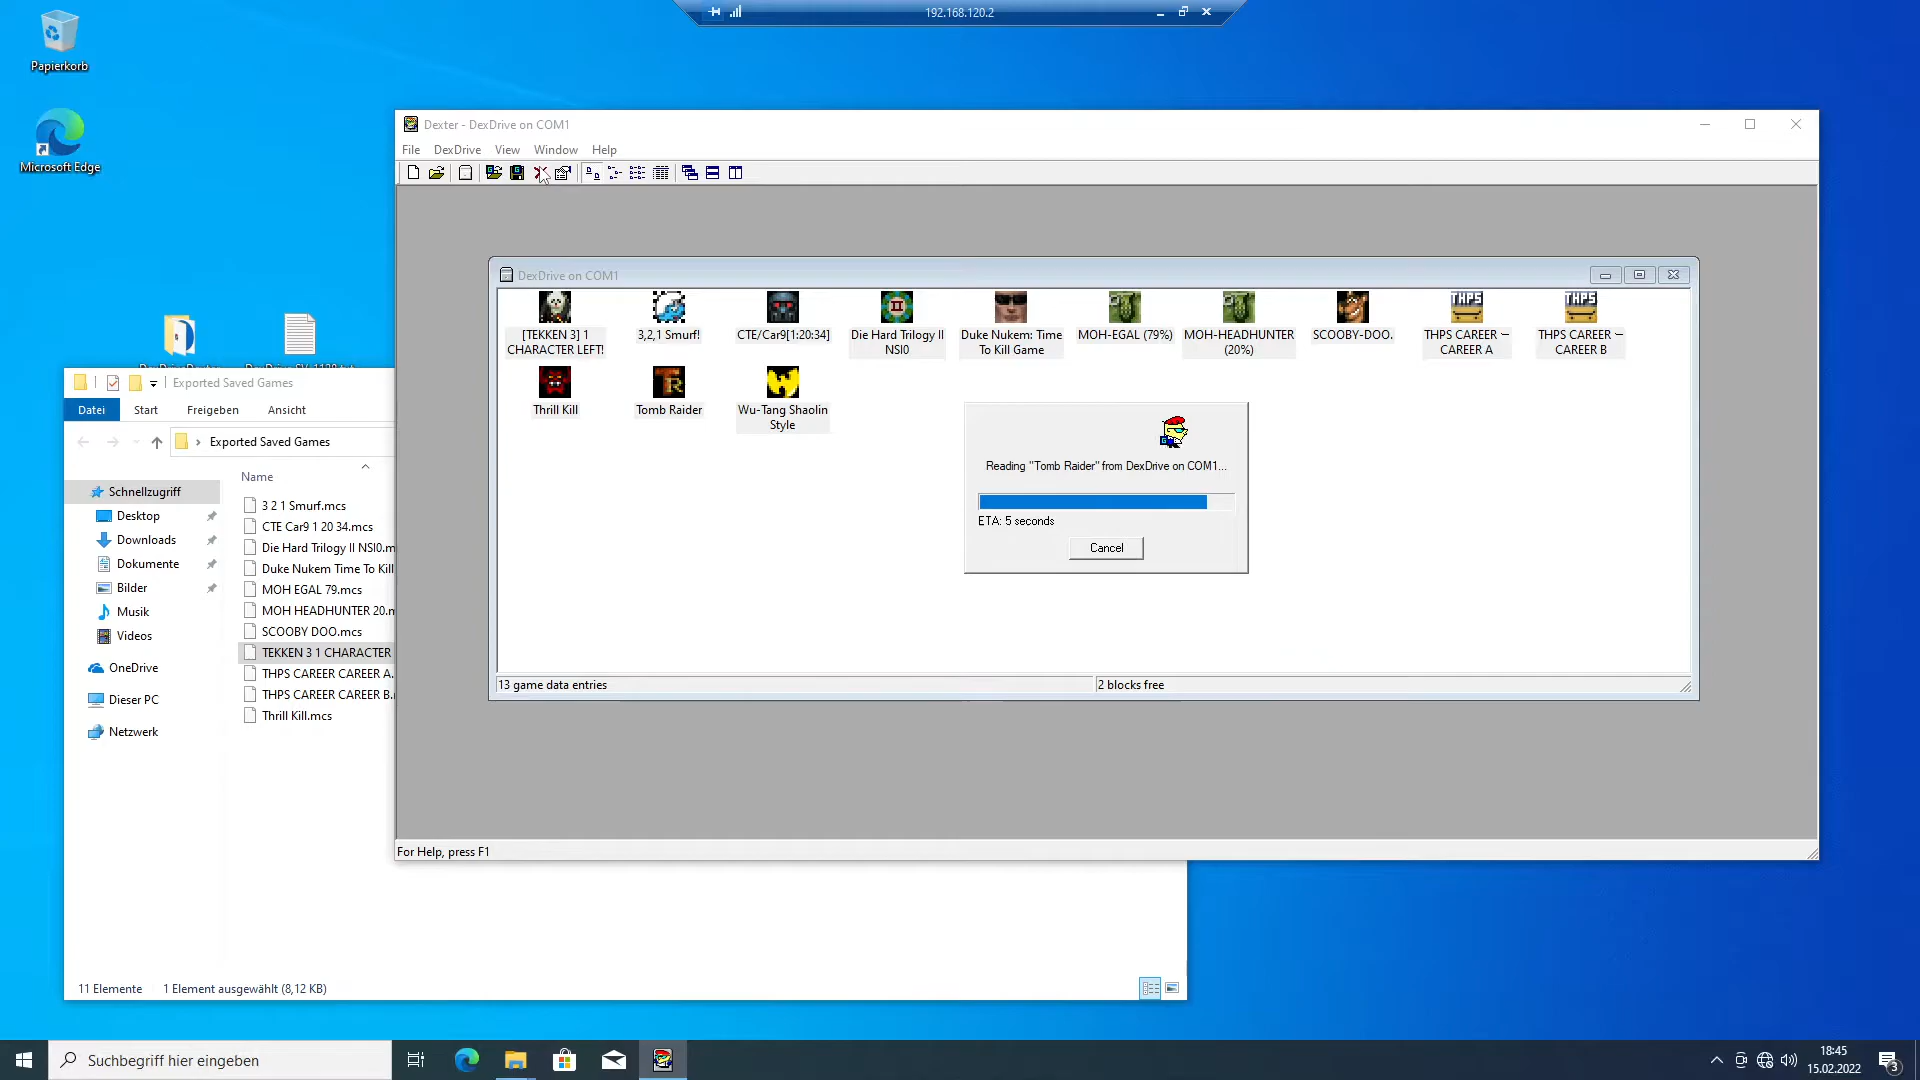 192.168.120.2
Papierkorb
Microsoft Edge
Dexter - DexDrive on COM1
File DexDrive View Window Help
DexDrive on COM1
[TEKKEN 3] 1
CHARACTER LEFT!
3,2,1 Smurf!
CTE/Car9[1:20:34]
Die Hard Trilogy II
NSI0
Duke Nukem: Time
To Kill Game
MOH-EGAL (79%)
MOH-HEADHUNTER
(20%)
SCOOBY-DOO.
THPS CAREER –
CAREER A
THPS CAREER –
CAREER B
Thrill Kill
Tomb Raider
Wu-Tang Shaolin
Style
Reading "Tomb Raider" from DexDrive on COM1...
ETA: 5 seconds
Cancel
13 game data entries
2 blocks free
For Help, press F1
Exported Saved Games
Datei Start Freigeben Ansicht
Exported Saved Games
Schnellzugriff
Desktop
Downloads
Dokumente
Bilder
Musik
Videos
OneDrive
Dieser PC
Netzwerk
Name
3 2 1 Smurf.mcs
CTE Car9 1 20 34.mcs
Die Hard Trilogy II NSI0.m
Duke Nukem Time To Kill
MOH EGAL 79.mcs
MOH HEADHUNTER 20.m
SCOOBY DOO.mcs
TEKKEN 3 1 CHARACTER
THPS CAREER CAREER A.
THPS CAREER CAREER B.
Thrill Kill.mcs
11 Elemente 1 Element ausgewählt (8,12 KB)
Suchbegriff hier eingeben
18:45
15.02.2022
3